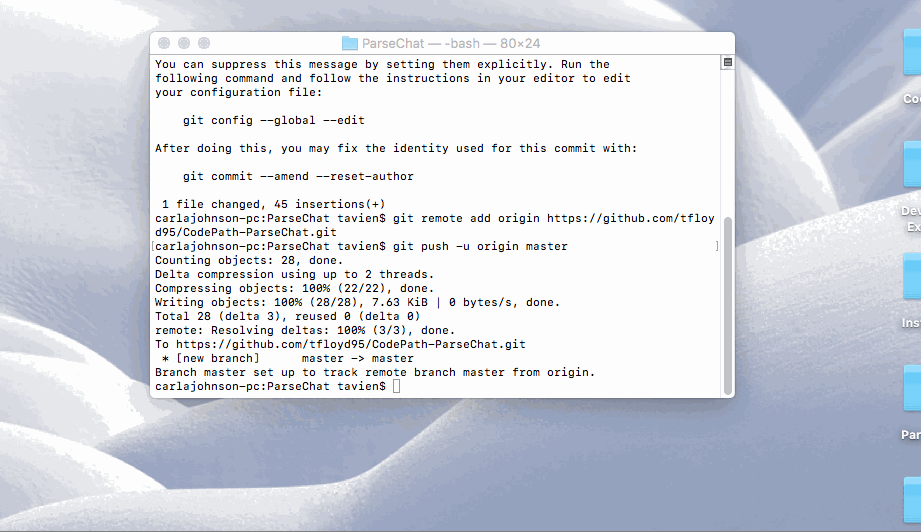 ParseChat — -bash — 80×24
You can suppress this message by setting them explicitly. Run the
following command and follow the instructions in your editor to edit
your configuration file:
git config --global --edit
After doing this, you may fix the identity used for this commit with:
git commit --amend --reset-author
1 file changed, 45 insertions(+)
carlajohnson-pc:ParseChat tavien$ git remote add origin https://github.com/tfloy
d95/CodePath-ParseChat.git
[carlajohnson-pc:ParseChat tavien$ git push -u origin master ]
Counting objects: 28, done.
Delta compression using up to 2 threads.
Compressing objects: 100% (22/22), done.
Writing objects: 100% (28/28), 7.63 KiB | 0 bytes/s, done.
Total 28 (delta 3), reused 0 (delta 0)
remote: Resolving deltas: 100% (3/3), done.
To https://github.com/tfloyd95/CodePath-ParseChat.git
* [new branch] master -> master
Branch master set up to track remote branch master from origin.
carlajohnson-pc:ParseChat tavien$